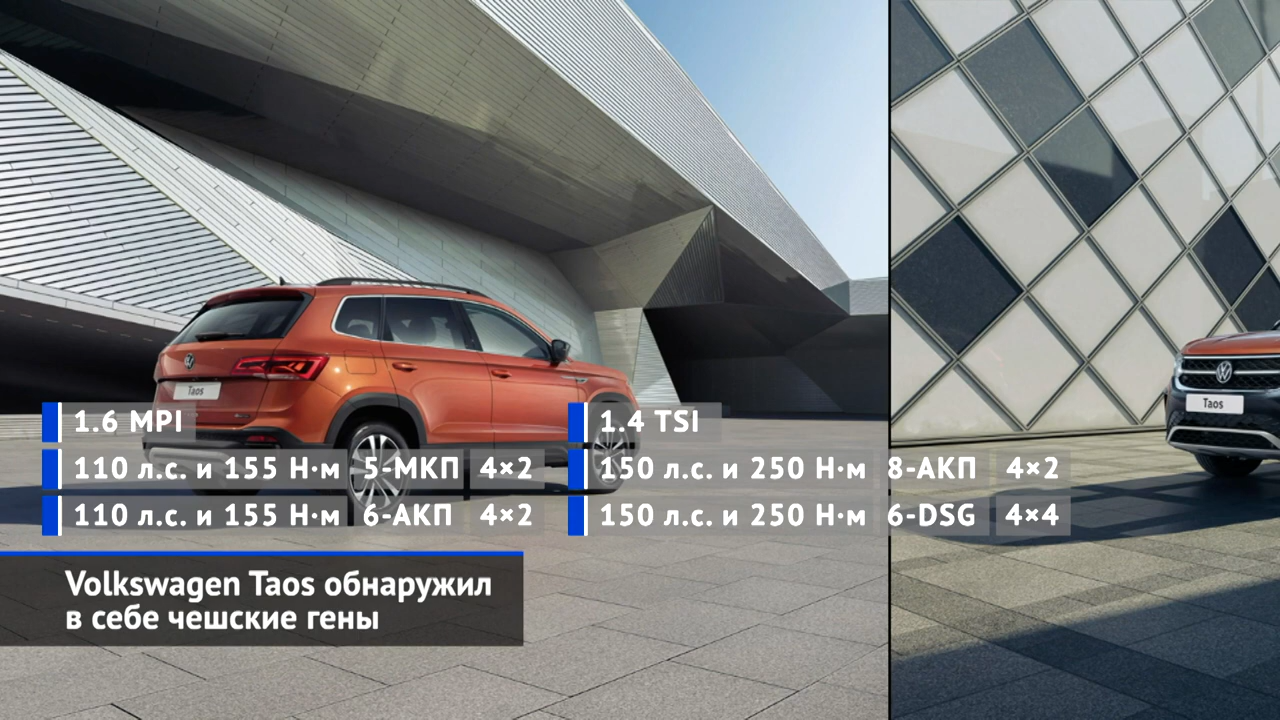 Taos
Taos
1.6 MPI
110 л.с. и 155 Н·м 5-МКП 4×2
110 л.с. и 155 Н·м 6-АКП 4×2
1.4 TSI
150 л.с. и 250 Н·м 8-АКП 4×2
150 л.с. и 250 Н·м 6-DSG 4×4
Volkswagen Taos обнаружил
в себе чешские гены